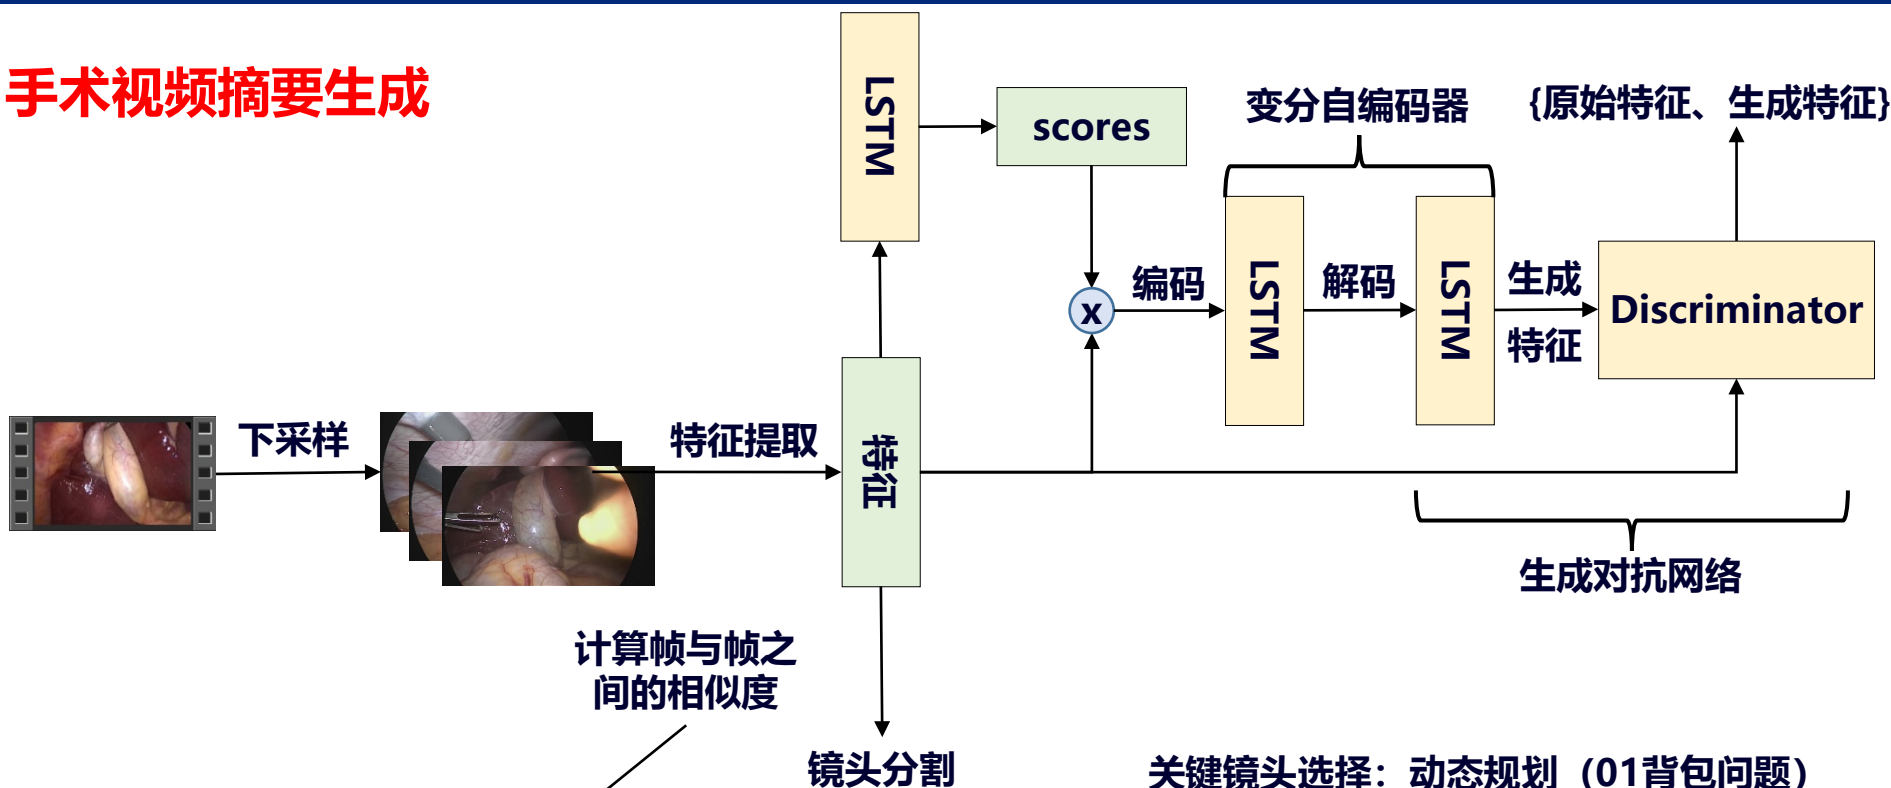 手术视频摘要生成
LSTM
scores
变分自编码器
{原始特征、生成特征}
x
编码
LSTM
解码
LSTM
生成
特征
Discriminator
下采样
特征提取
特征
生成对抗网络
计算帧与帧之
间的相似度
镜头分割
关键镜头选择：动态规划（01背包问题）